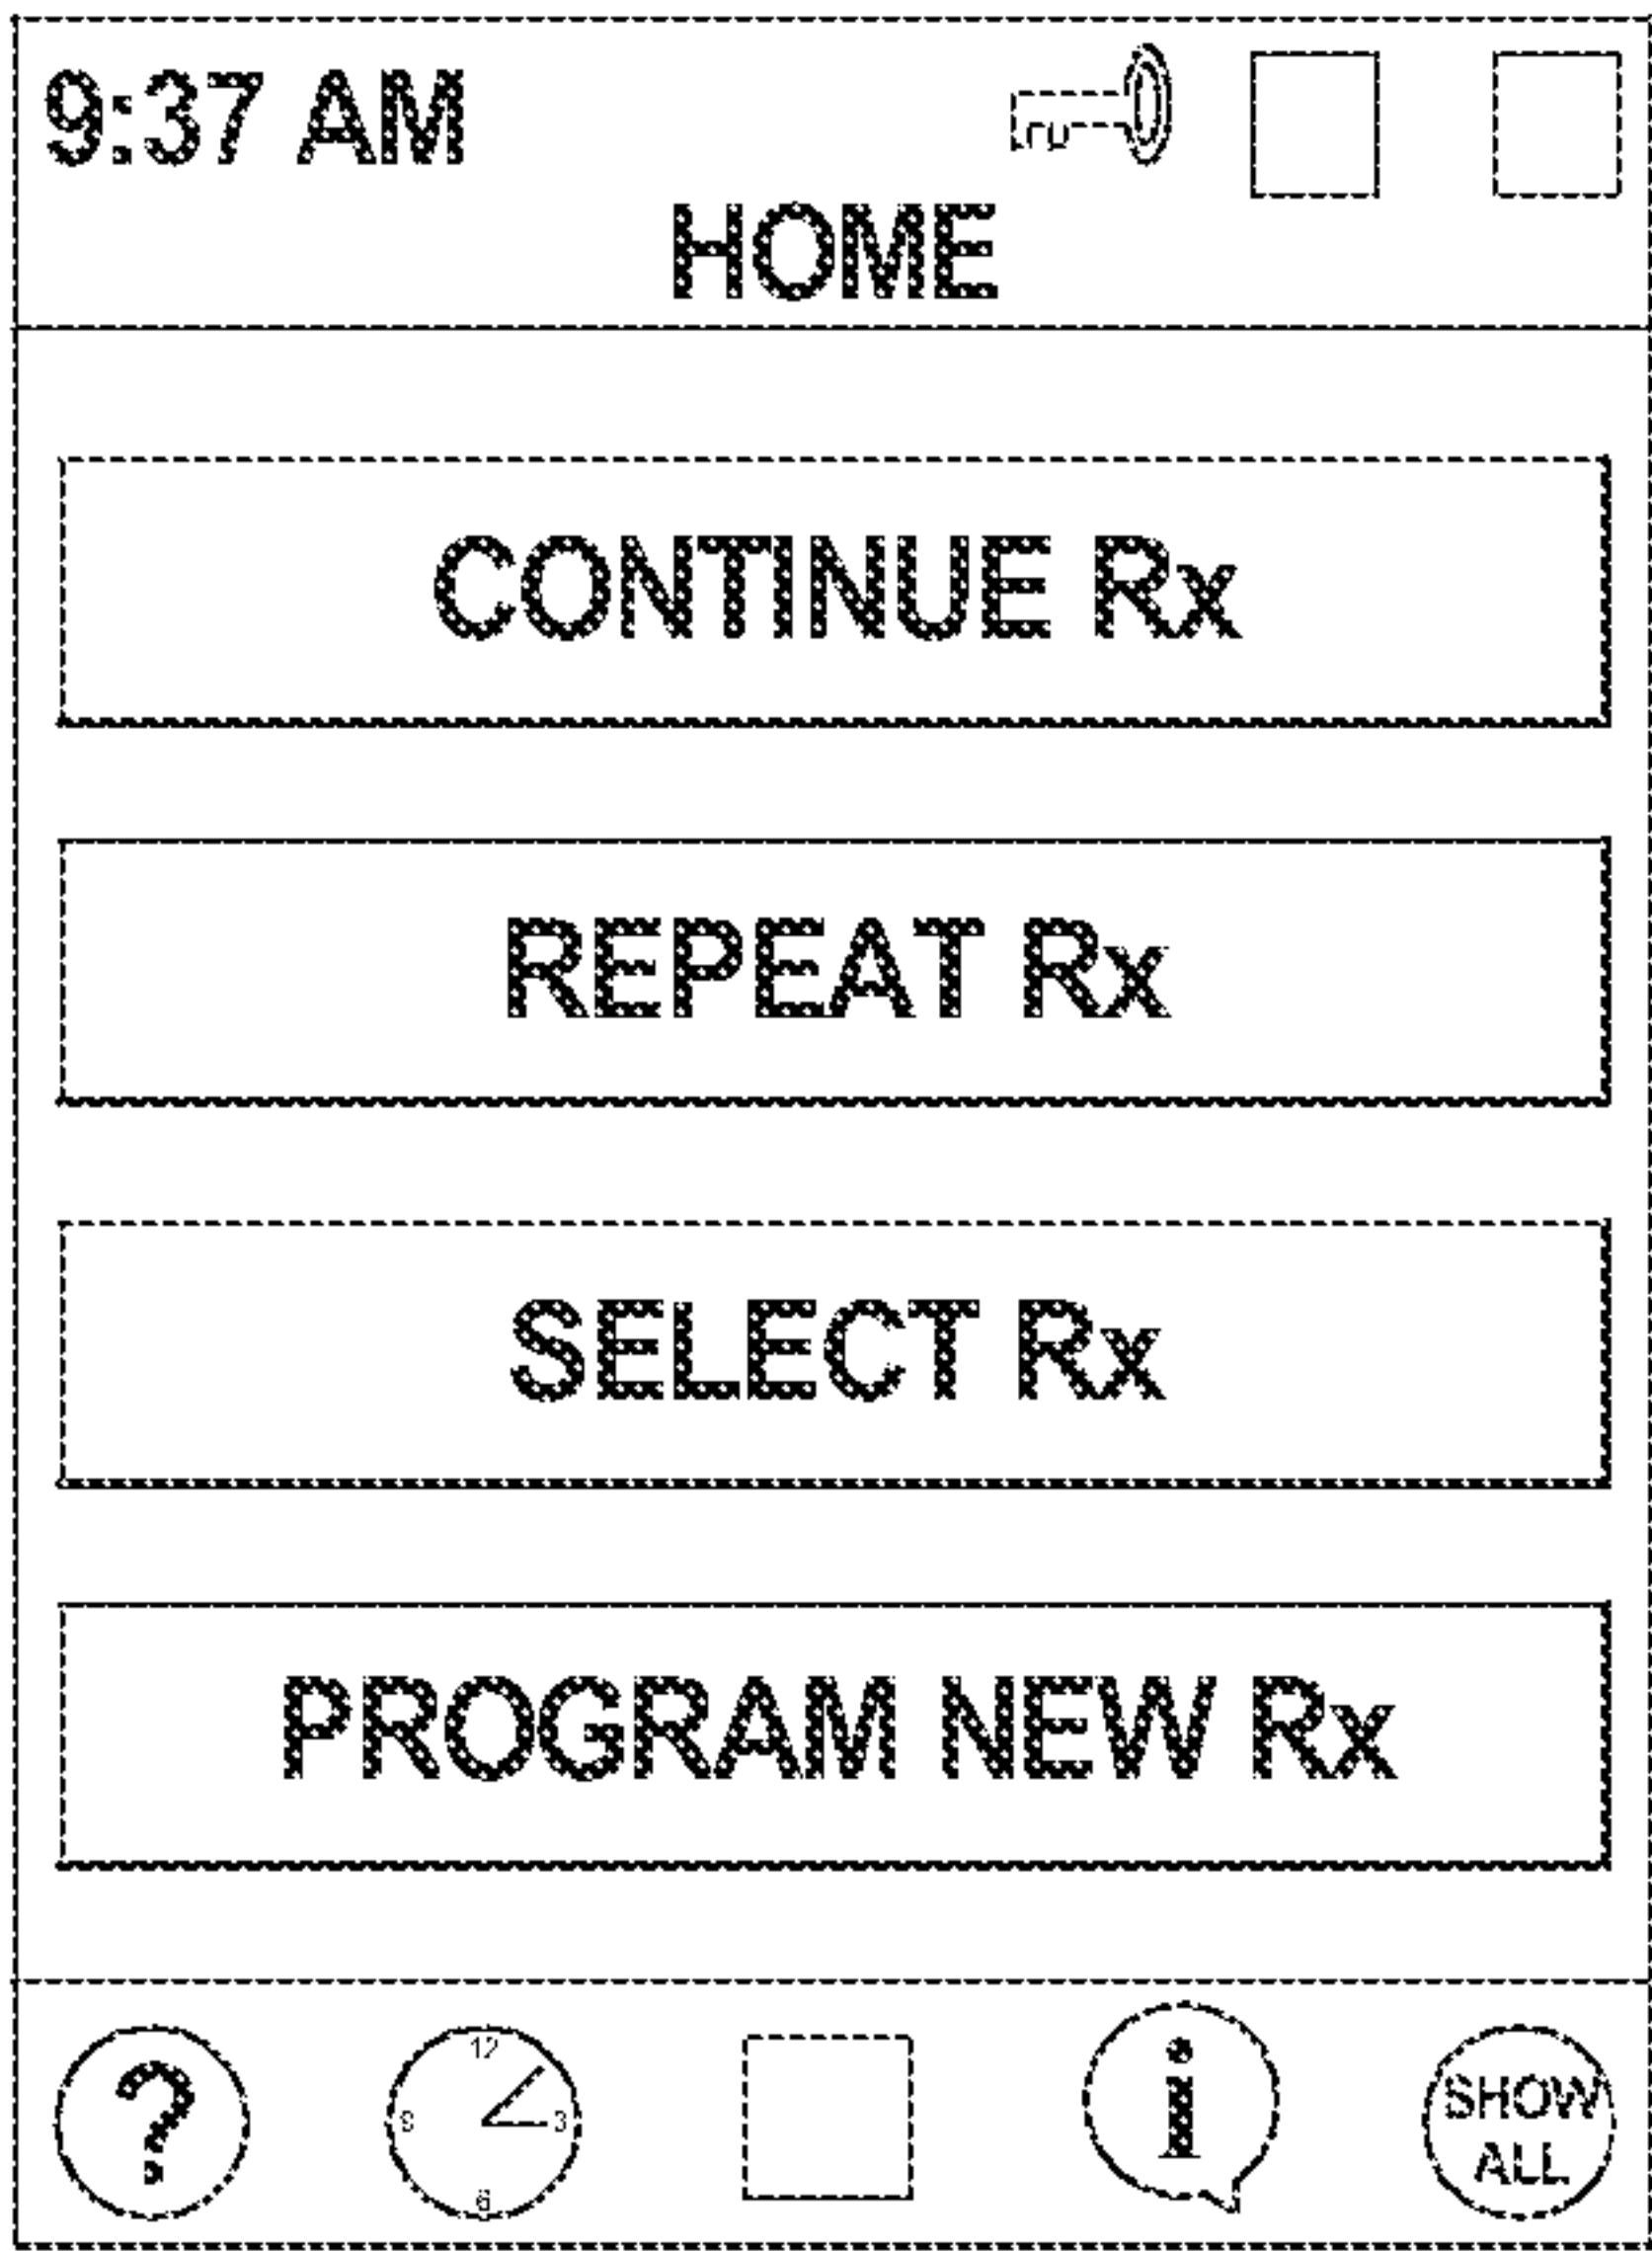 9:37 AM
HOME
CONTINUE Rx
REPEAT Rx
SELECT Rx
PROGRAM NEW Rx
?
12
9 3
6
i
SHOW
ALL